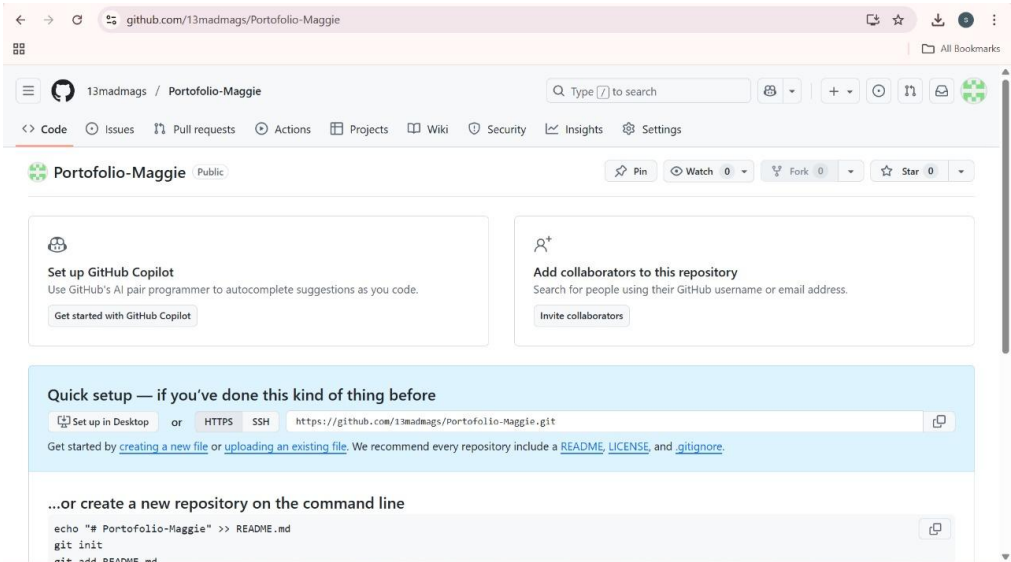 github.com/13madmags/Portofolio-Maggie
S
All Bookmarks
13madmags / Portofolio-Maggie
Type / to search
Code Issues Pull requests Actions Projects Wiki Security Insights Settings
Portofolio-Maggie Public
Pin Watch 0 Fork 0 Star 0
Set up GitHub Copilot
Use GitHub's AI pair programmer to autocomplete suggestions as you code.
Get started with GitHub Copilot
Add collaborators to this repository
Search for people using their GitHub username or email address.
Invite collaborators
Quick setup — if you've done this kind of thing before
Set up in Desktop or HTTPS SSH https://github.com/13madmags/Portofolio-Maggie.git
Get started by creating a new file or uploading an existing file. We recommend every repository include a README, LICENSE, and .gitignore.
...or create a new repository on the command line
echo "# Portofolio-Maggie" >> README.md
git init
git add README.md